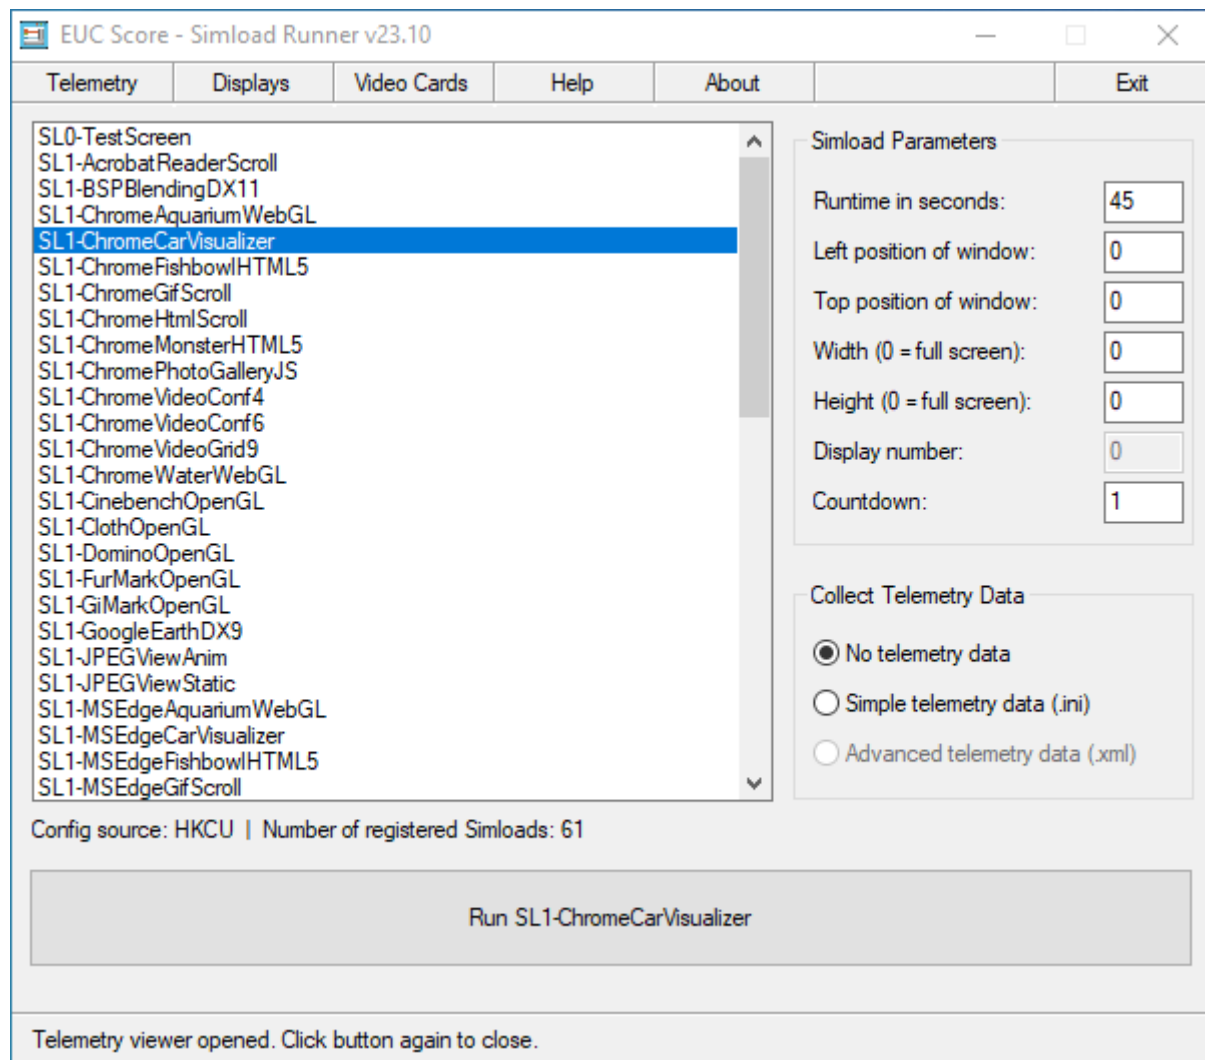 EUC Score - Simload Runner v23.10
Telemetry Displays Video Cards Help About Exit
SL0-TestScreen
SL1-AcrobatReaderScroll
SL1-BSPBlendingDX11
SL1-ChromeAquariumWebGL
SL1-ChromeCarVisualizer
SL1-ChromeFishbowlHTML5
SL1-ChromeGifScroll
SL1-ChromeHtmlScroll
SL1-ChromeMonsterHTML5
SL1-ChromePhotoGalleryJS
SL1-ChromeVideoConf4
SL1-ChromeVideoConf6
SL1-ChromeVideoGrid9
SL1-ChromeWaterWebGL
SL1-CinebenchOpenGL
SL1-ClothOpenGL
SL1-DominoOpenGL
SL1-FurMarkOpenGL
SL1-GiMarkOpenGL
SL1-GoogleEarthDX9
SL1-JPEGViewAnim
SL1-JPEGViewStatic
SL1-MSEdgeAquariumWebGL
SL1-MSEdgeCarVisualizer
SL1-MSEdgeFishbowlHTML5
SL1-MSEdgeGifScroll
Simload Parameters
Runtime in seconds: 45
Left position of window: 0
Top position of window: 0
Width (0 = full screen): 0
Height (0 = full screen): 0
Display number: 0
Countdown: 1
Collect Telemetry Data
No telemetry data
Simple telemetry data (.ini)
Advanced telemetry data (.xml)
Config source: HKCU | Number of registered Simloads: 61
Run SL1-ChromeCarVisualizer
Telemetry viewer opened. Click button again to close.